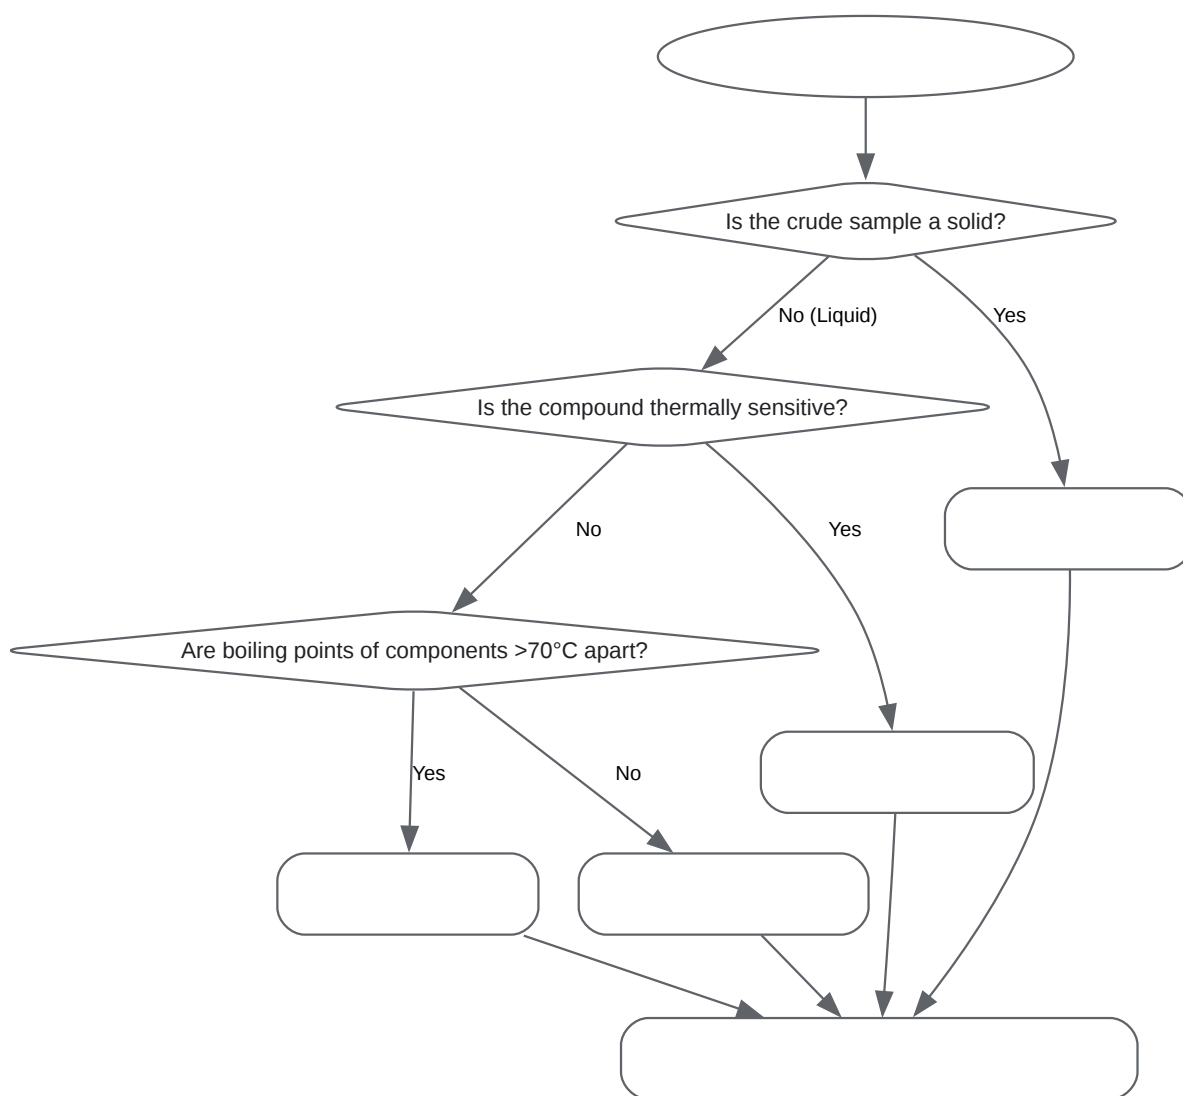 Is the crude sample a solid?
No (Liquid)
Yes
Is the compound thermally sensitive?
No
Yes
Are boiling points of components >70°C apart?
Yes
No